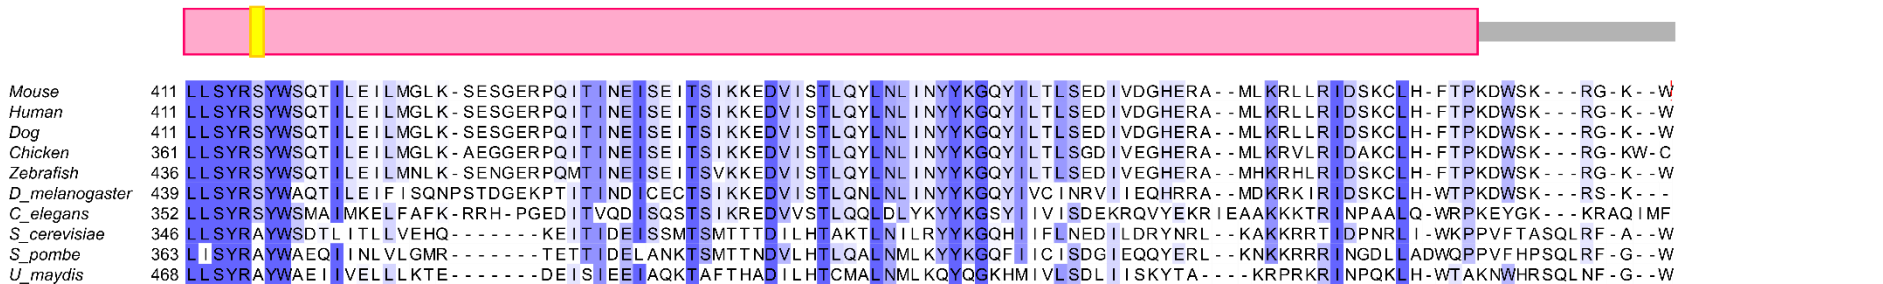 Mouse 411 LLSYRSYWSQTILEILMGLK-SESGERPQITINEISEITSIKKEDVISTLQYLNLINYYKGQYILTLSEDIVDGHERA--MLKRLLRIDSKCLH-FTPKDWSK---RG-K--W
Human 411 LLSYRSYWSQTILEILMGLK-SESGERPQITINEISEITSIKKEDVISTLQYLNLINYYKGQYILTLSEDIVDGHERA--MLKRLLRIDSKCLH-FTPKDWSK---RG-K--W
Dog 411 LLSYRSYWSQTILEILMGLK-SESGERPQITINEISEITSIKKEDVISTLQYLNLINYYKGQYILTLSEDIVDGHERA--MLKRLLRIDSKCLH-FTPKDWSK---RG-K--W
Chicken 361 LLSYRSYWSQTILEILMGLK-AEGGERPQITINEISEITSIKKEDVISTLQYLNLINYYKGQYILTLSGDIVEGHERA--MLKRVLRIDAKCLH-FTPKDWSK---RG-KW-C
Zebrafish 436 LLSYRSYWSQTILEILMNLK-SENGERPQMTINEISEITSVKKEDVISTLQYLNLINYYKGQYILTLSEDIVEGHERA--MHKRHLRIDSKCLH-FTPKDWSK---RG-K--W
D_melanogaster 439 LLSYRSYWAQTILEIFISQNPSTDGEKPTITINDICECTSIKKEDVISTLQNLNLINYYKGQYIVCINRVIIEQHRRA--MDKRKIRIDSKCLH-WTPKDWSK---RS-K---
C_elegans 352 LLSYRSYWSMAIMKELFAFK-RRH-PGEDITVQDISQSTSIKREDVVSTLQQLDLYKYYKGSYIIVISDEKRQVYEKRIEAAKKKTRINPAALQ-WRPKEYGK---KRAQIMF
S_cerevisiae 346 LLSYRAYWSDTLITLLVEHQ-------KEITIDEISSMTSMTTTDILHTAKTLNILRYYKGQHIIFLNEDILDRYNRL--KAKKRRTIDPNRLI-WKPPVFTASQLRF-A--W
S_pombe 363 LISYRAYWAEQIINLVLGMR-------TETTIDELANKTSMTTNDVLHTLQALNMLKYYKGQFIICISDGIEQQYERL--KNKKRRRINGDLLADWQPPVFHPSQLRF-G--W
U_maydis 468 LLSYRAYWAEIIVELLLKTE-------DEISIEEIAQKTAFTHADILHTCMALNMLKQYQGKHMIVLSDLIISKYTA----KRPRKRINPQKLH-WTAKNWHRSQLNF-G--W